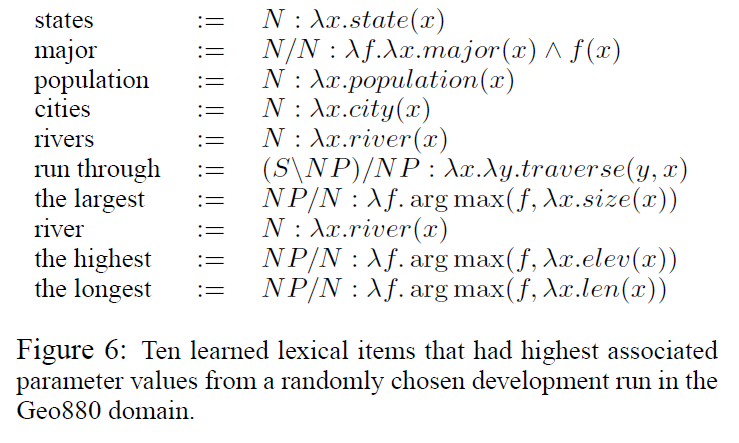 states := N : λx.state(x)
major := N/N : λf.λx.major(x) ∧ f(x)
population := N : λx.population(x)
cities := N : λx.city(x)
rivers := N : λx.river(x)
run through := (S\NP)/NP : λx.λy.traverse(y, x)
the largest := NP/N : λf. arg max(f, λx.size(x))
river := N : λx.river(x)
the highest := NP/N : λf. arg max(f, λx.elev(x))
the longest := NP/N : λf. arg max(f, λx.len(x))
Figure 6: Ten learned lexical items that had highest associated
parameter values from a randomly chosen development run in the
Geo880 domain.